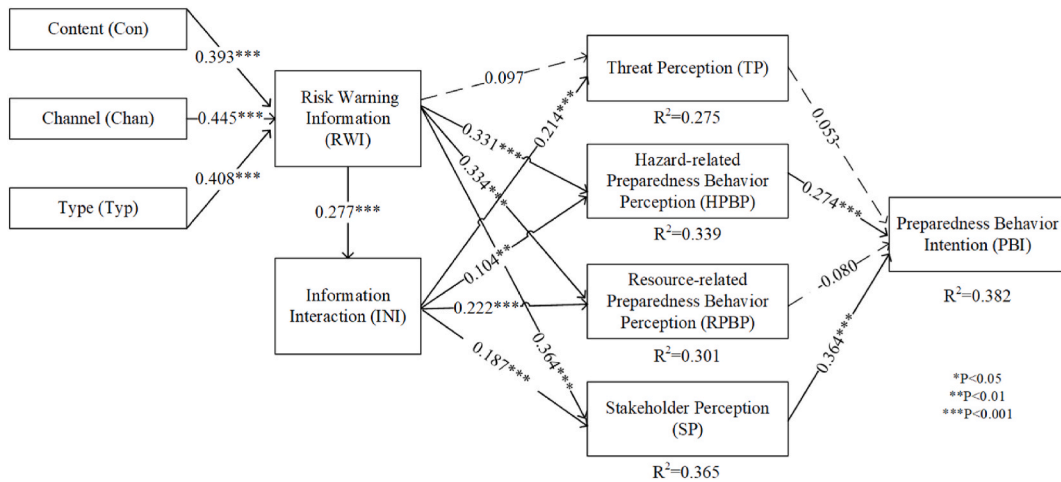 Content (Con)
0.393***
Channel (Chan)
0.445***
Type (Typ)
0.408***
Risk Warning
Information
(RWI)
0.277***
Information
Interaction (INI)
0.097
0.214***
0.331***
0.334***
0.364***
0.104**
0.222***
0.187***
Threat Perception (TP)
R²=0.275
Hazard-related
Preparedness Behavior
Perception (HPBP)
R²=0.339
Resource-related
Preparedness Behavior
Perception (RPBP)
R²=0.301
Stakeholder Perception
(SP)
R²=0.365
0.053
0.274***
-0.080
0.364***
Preparedness Behavior
Intention (PBI)
R²=0.382
*P<0.05
**P<0.01
***P<0.001